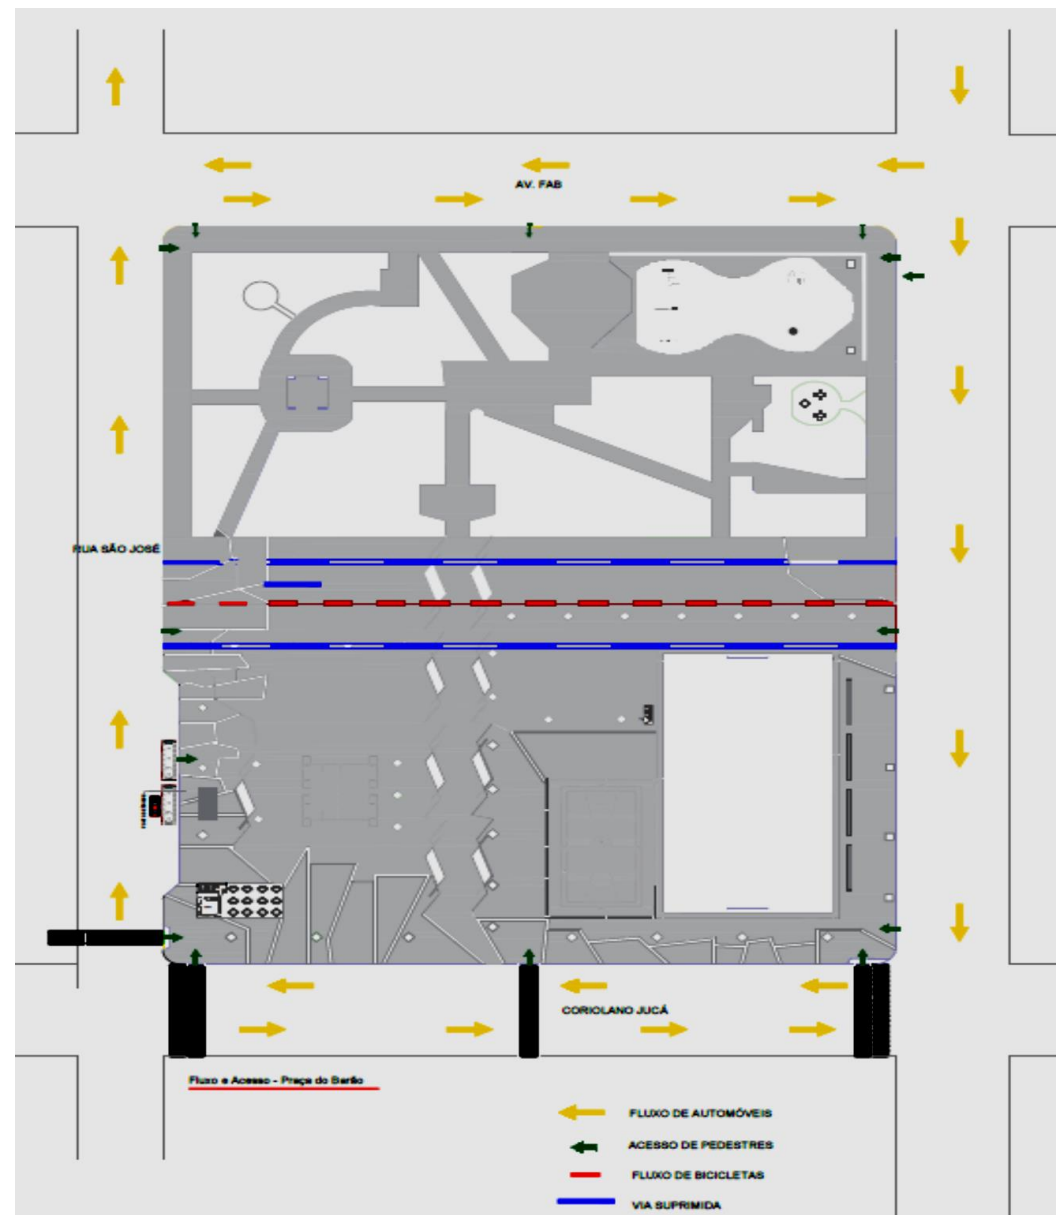 AV. FAB
RUA SÃO JOSÉ
CORIOLANO JUCÁ
Fluxo e Acesso - Praça do Barão
FLUXO DE AUTOMÓVEIS
ACESSO DE PEDESTRES
FLUXO DE BICICLETAS
VIA SUPRIMIDA